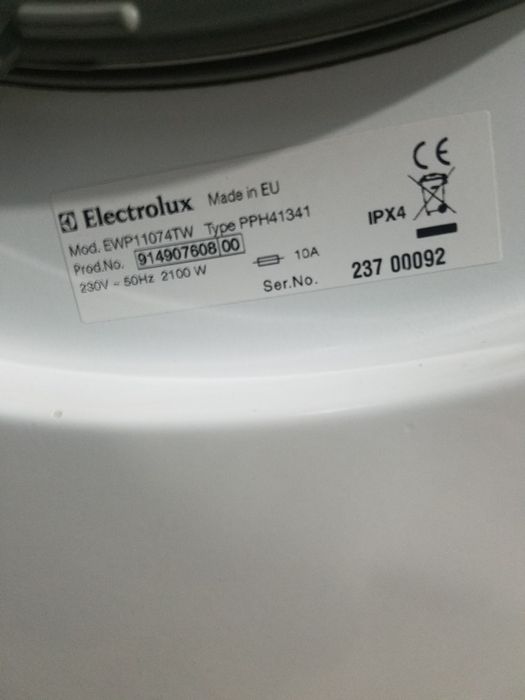 Electrolux Made in EU
Mod. EWP11074TW Type PPH41341
Prod.No. 914907608 00
230V ~ 50Hz 2100 W 10A
Ser.No. 237 00092
IPX4
CE